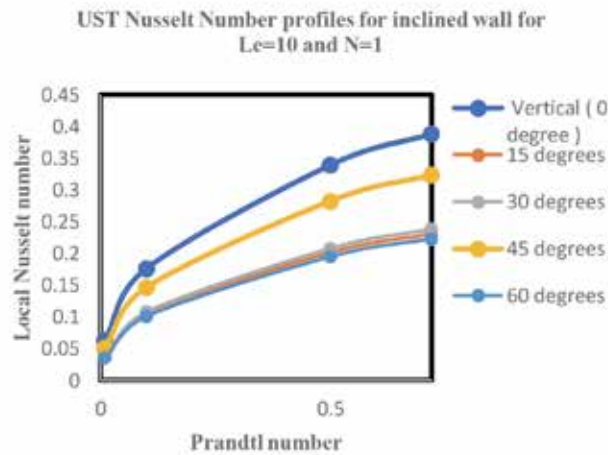 UST Nusselt Number profiles for inclined wall for
Le=10 and N=1
Local Nusselt number
0.45
0.4
0.35
0.3
0.25
0.2
0.15
0.1
0.05
0
0
0.5
Prandtl number
Vertical ( 0
degree )
15 degrees
30 degrees
45 degrees
60 degrees